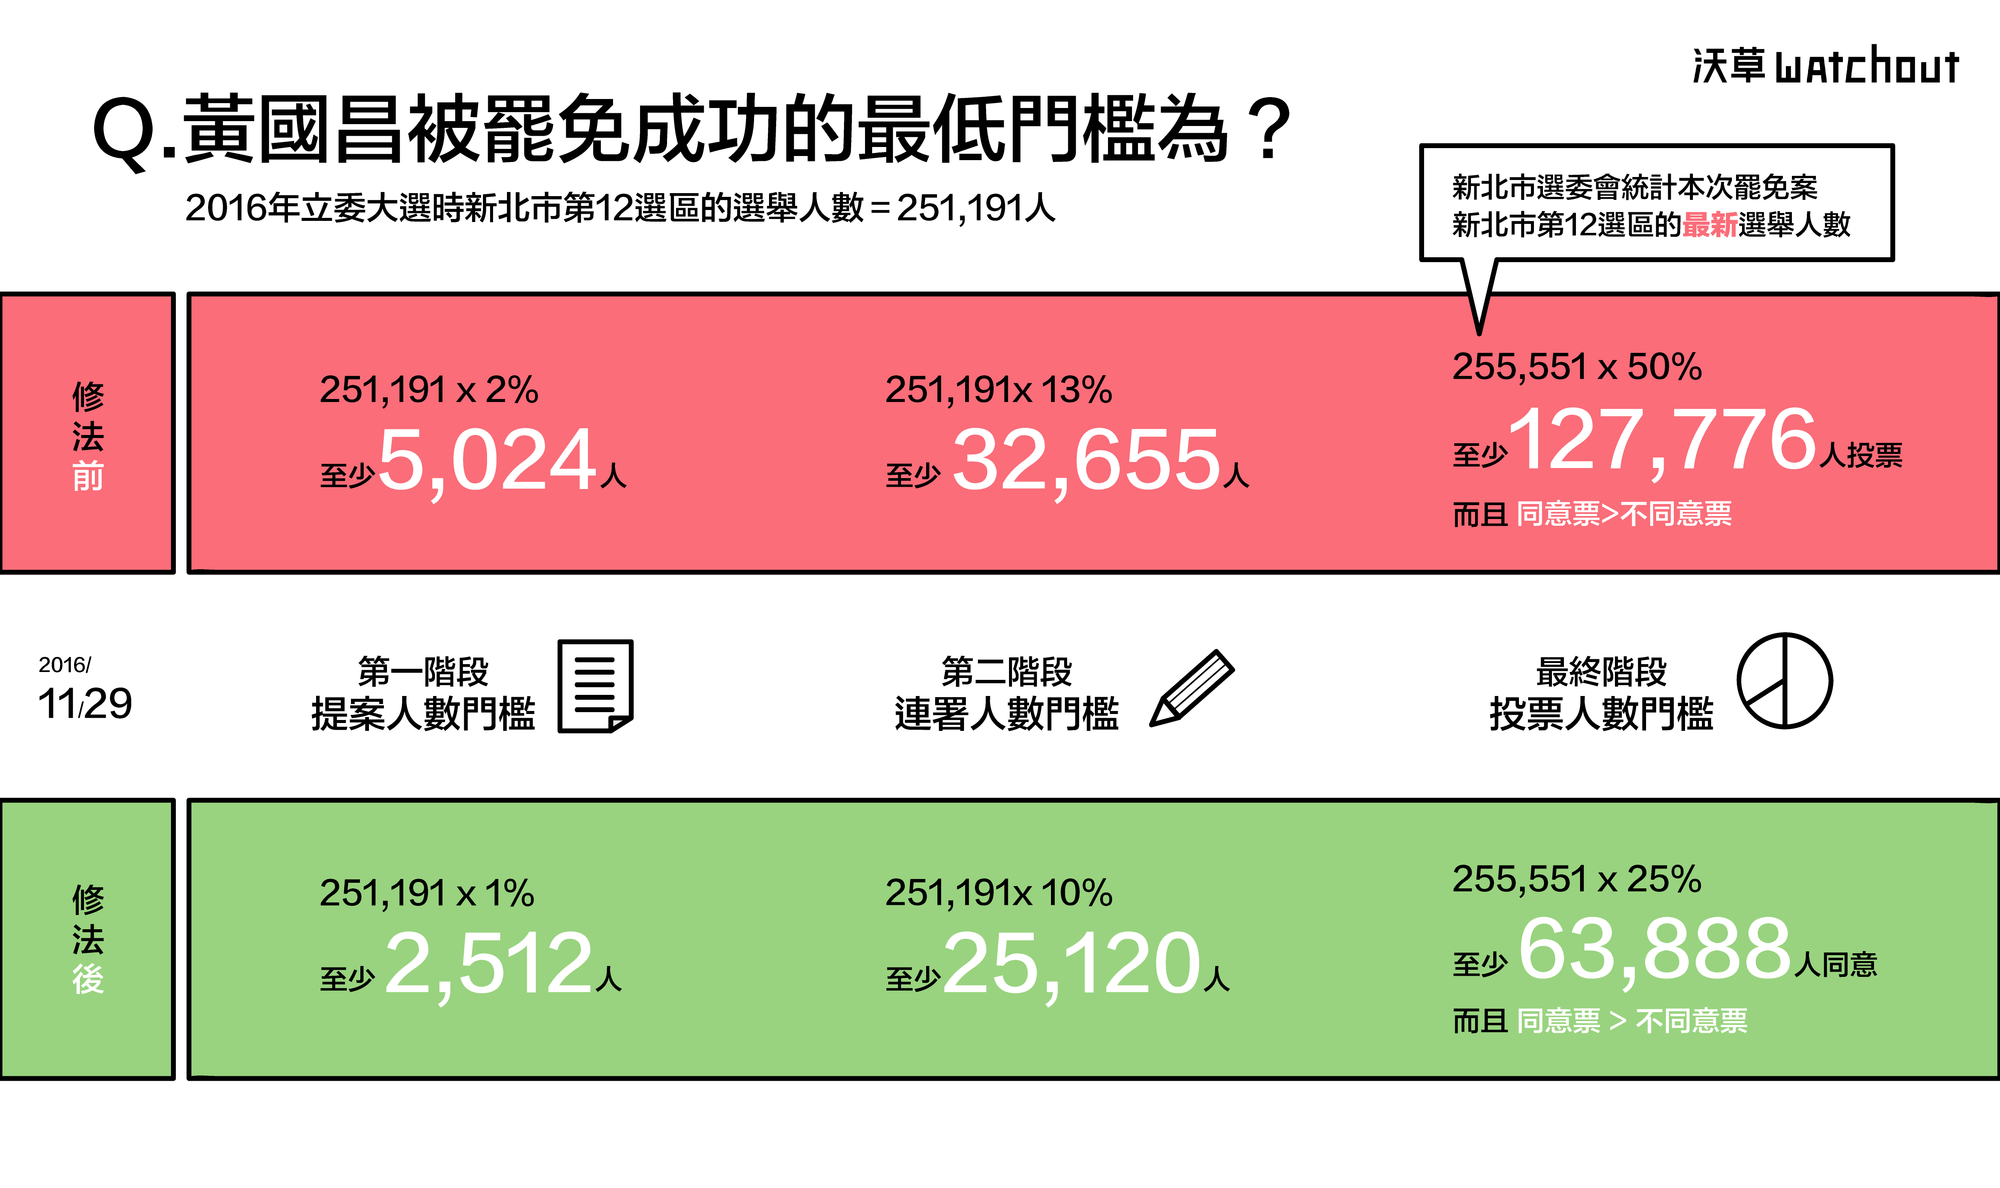 沃草 watchout
Q.黃國昌被罷免成功的最低門檻為？
2016年立委大選時新北市第12選區的選舉人數＝251,191人
新北市選委會統計本次罷免案
新北市第12選區的最新選舉人數
修
法
前
251,191 x 2%
至少5,024人
251,191x 13%
至少 32,655人
255,551 x 50%
至少127,776人投票
而且 同意票>不同意票
2016/
11/29
第一階段
提案人數門檻
第二階段
連署人數門檻
最終階段
投票人數門檻
修
法
後
251,191 x 1%
至少 2,512人
251,191x 10%
至少25,120人
255,551 x 25%
至少 63,888人同意
而且 同意票 > 不同意票